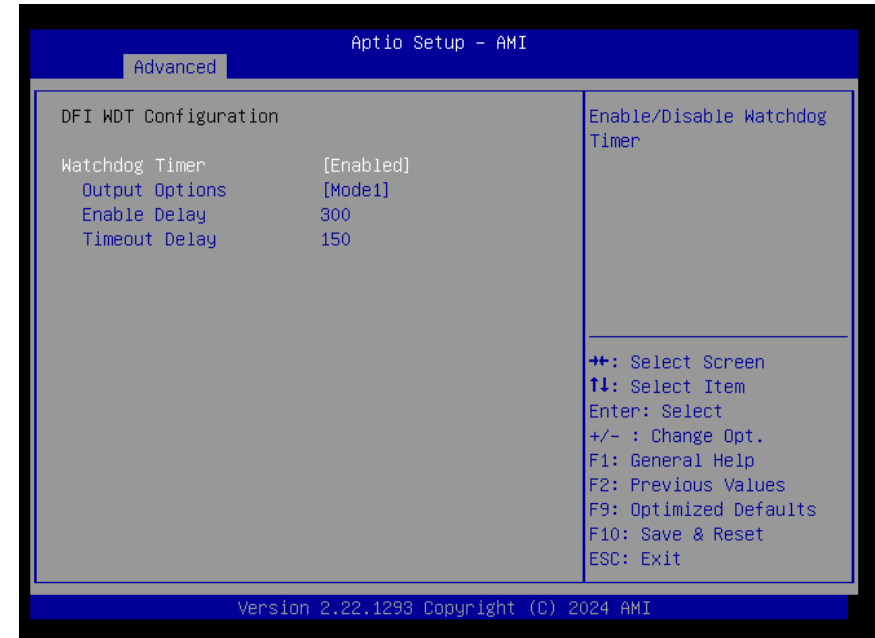 Aptio Setup – AMI
Advanced
DFI WDT Configuration
Watchdog Timer [Enabled]
Output Options [Mode1]
Enable Delay 300
Timeout Delay 150
Enable/Disable Watchdog
Timer
→←: Select Screen
↑↓: Select Item
Enter: Select
+/- : Change Opt.
F1: General Help
F2: Previous Values
F9: Optimized Defaults
F10: Save & Reset
ESC: Exit
Version 2.22.1293 Copyright (C) 2024 AMI